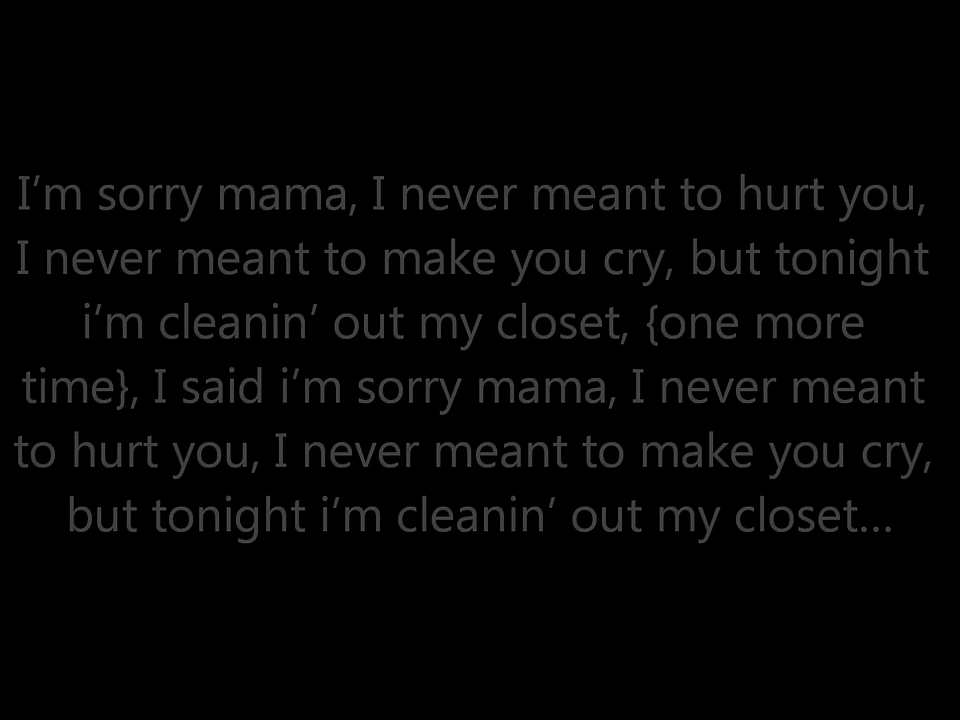 I’m sorry mama, I never meant to hurt you,
I never meant to make you cry, but tonight
i’m cleanin’ out my closet, {one more
time}, I said i’m sorry mama, I never meant
to hurt you, I never meant to make you cry,
but tonight i’m cleanin’ out my closet…